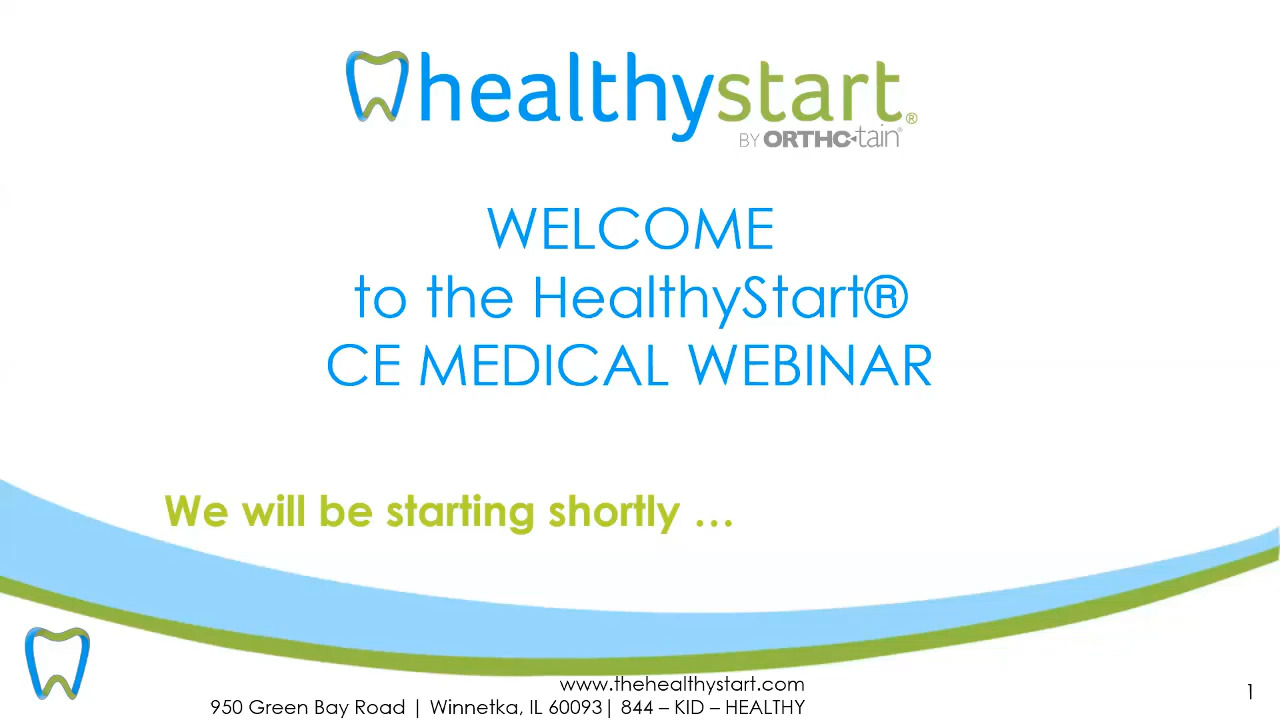 healthystart®
BY ORTHO-tain®
WELCOME
to the HealthyStart®
CE MEDICAL WEBINAR
We will be starting shortly …
www.thehealthystart.com
950 Green Bay Road | Winnetka, IL 60093| 844 – KID – HEALTHY
1